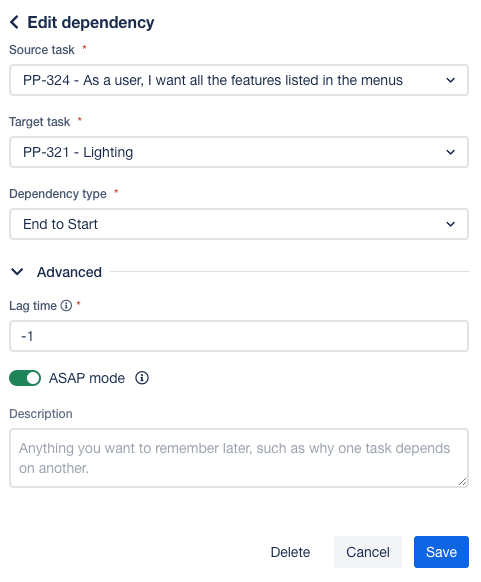 Edit dependency
Source task *
PP-324 - As a user, I want all the features listed in the menus
Target task *
PP-321 - Lighting
Dependency type *
End to Start
Advanced
Lag time *
-1
ASAP mode
Description
Anything you want to remember later, such as why one task depends
on another.
Delete Cancel Save